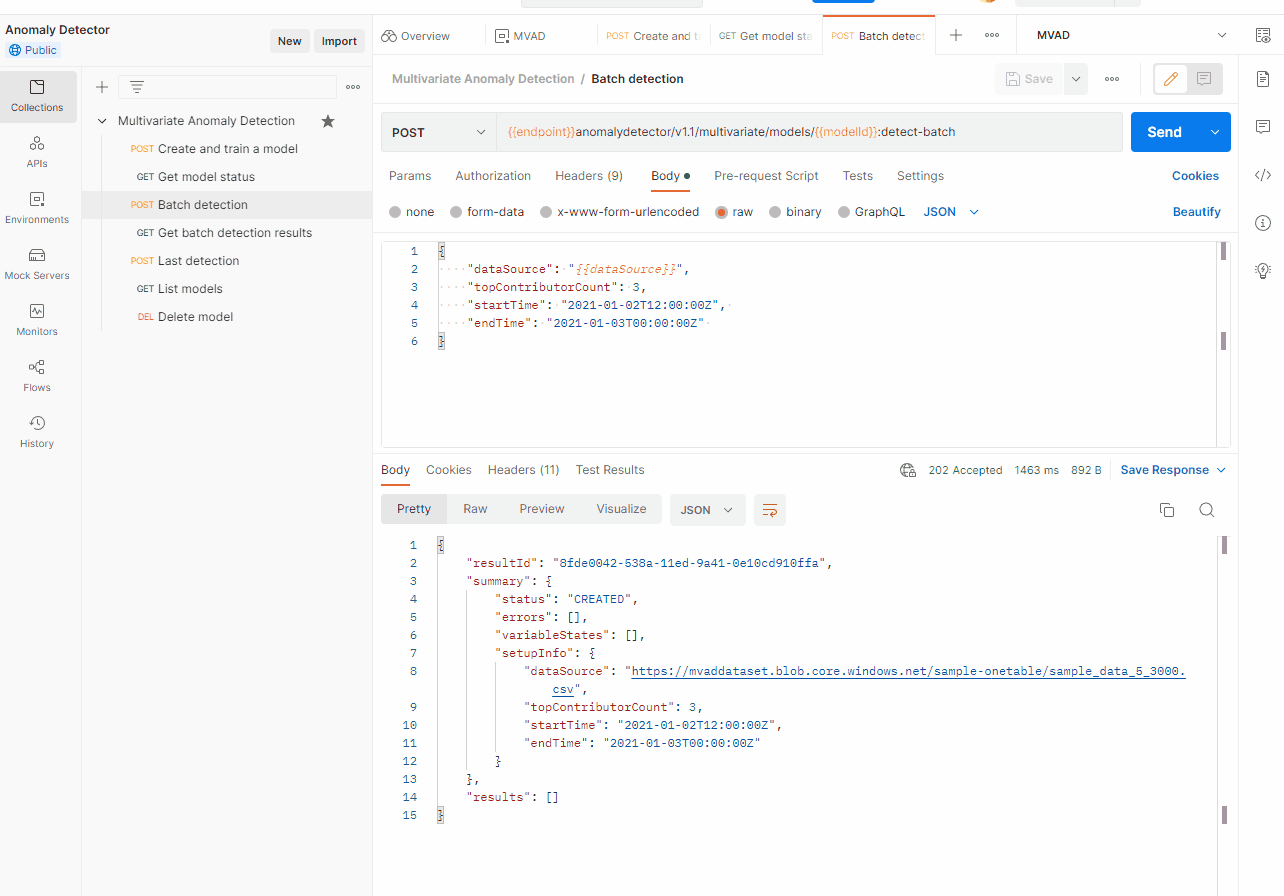 Anomaly Detector
Public
New
Import
Collections
APIs
Environments
Mock Servers
Monitors
Flows
History
Multivariate Anomaly Detection
POST Create and train a model
GET Get model status
POST Batch detection
GET Get batch detection results
POST Last detection
GET List models
DEL Delete model
Overview
MVAD
POST Create and t
GET Get model sta
POST Batch detect
MVAD
Multivariate Anomaly Detection / Batch detection
Save
POST
{{endpoint}}anomalydetector/v1.1/multivariate/models/{{modelId}}:detect-batch
Send
Params Authorization Headers (9) Body Pre-request Script Tests Settings Cookies
none form-data x-www-form-urlencoded raw binary GraphQL JSON Beautify
1 {
2 "dataSource": "{{dataSource}}",
3 "topContributorCount": 3,
4 "startTime": "2021-01-02T12:00:00Z",
5 "endTime": "2021-01-03T00:00:00Z"
6 }
Body Cookies Headers (11) Test Results 202 Accepted 1463 ms 892 B Save Response
Pretty Raw Preview Visualize JSON
1 {
2 "resultId": "8fde0042-538a-11ed-9a41-0e10cd910ffa",
3 "summary": {
4 "status": "CREATED",
5 "errors": [],
6 "variableStates": [],
7 "setupInfo": {
8 "dataSource": "https://mvaddataset.blob.core.windows.net/sample-onetable/sample_data_5_3000.
csv",
9 "topContributorCount": 3,
10 "startTime": "2021-01-02T12:00:00Z",
11 "endTime": "2021-01-03T00:00:00Z"
12 }
13 },
14 "results": []
15 }